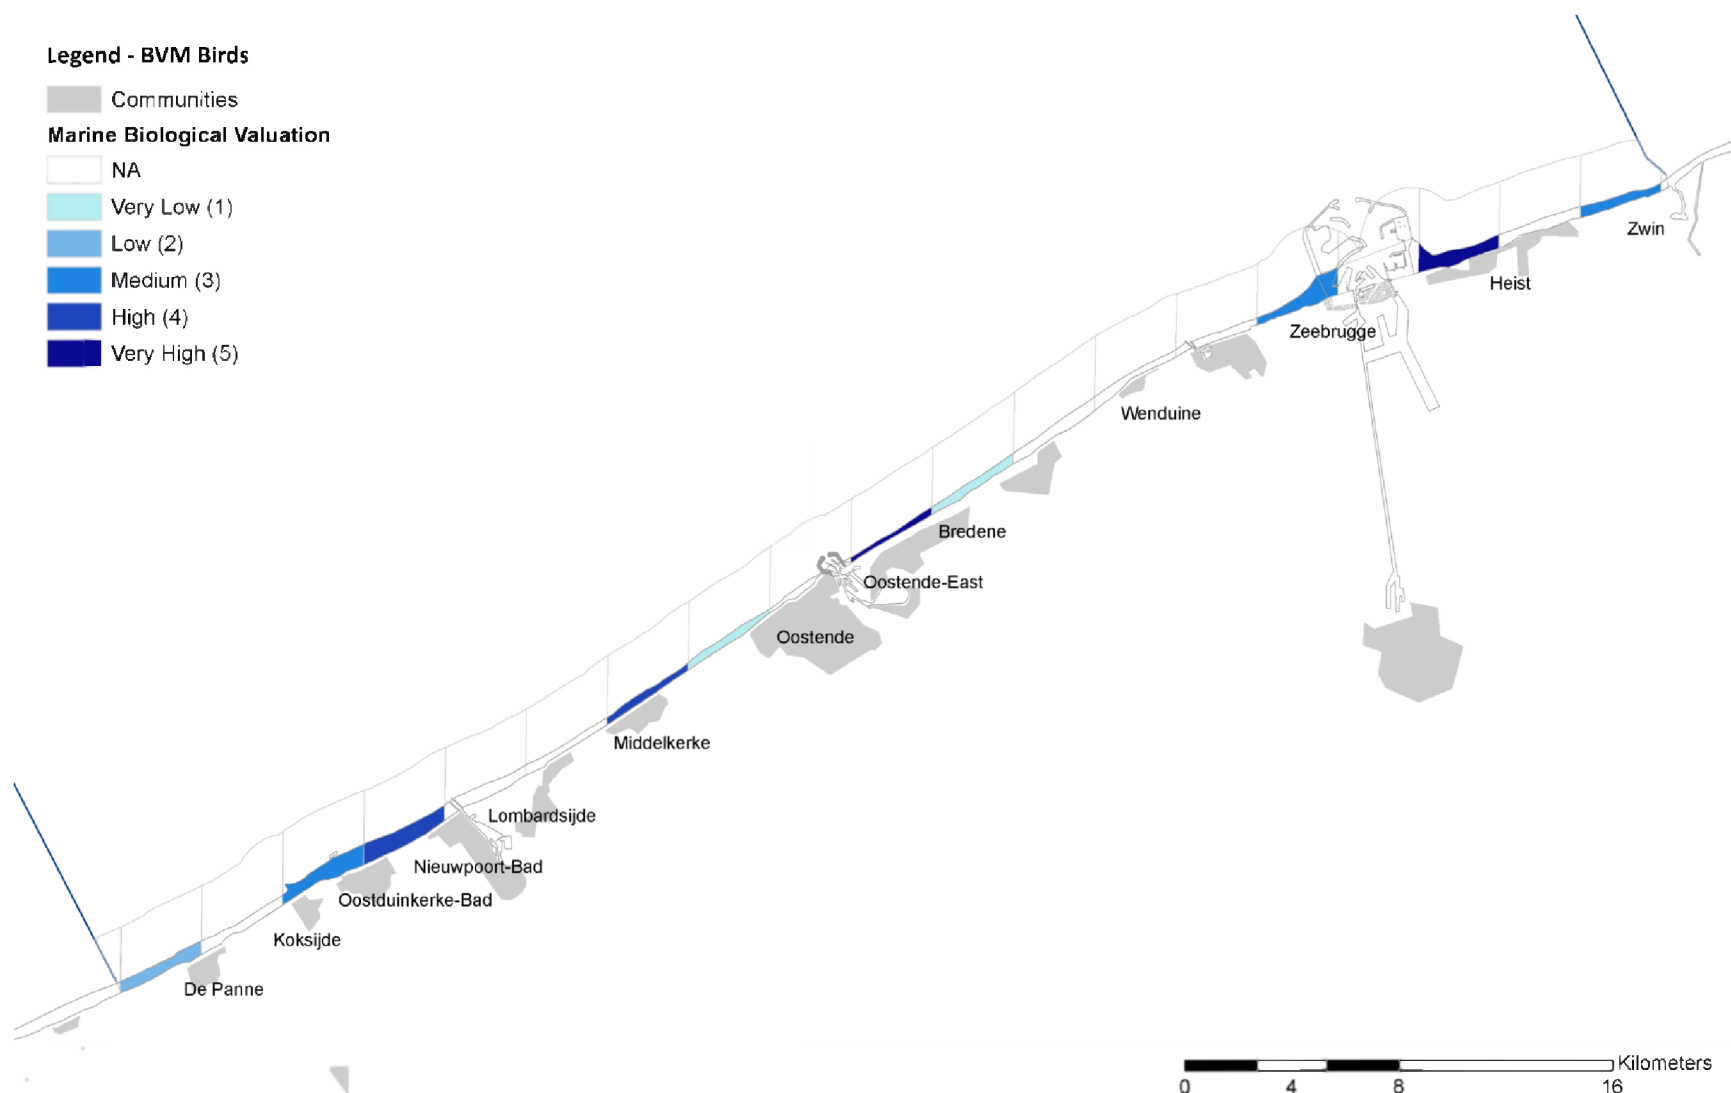 Legend - BVM Birds
Communities
Marine Biological Valuation
NA
Very Low (1)
Low (2)
Medium (3)
High (4)
Very High (5)
Zwin
Heist
Zeebrugge
Wenduine
Bredene
Oostende-East
Oostende
Middelkerke
Lombardsijde
Nieuwpoort-Bad
Oostduinkerke-Bad
Koksijde
De Panne
Kilometers
0 4 8 16